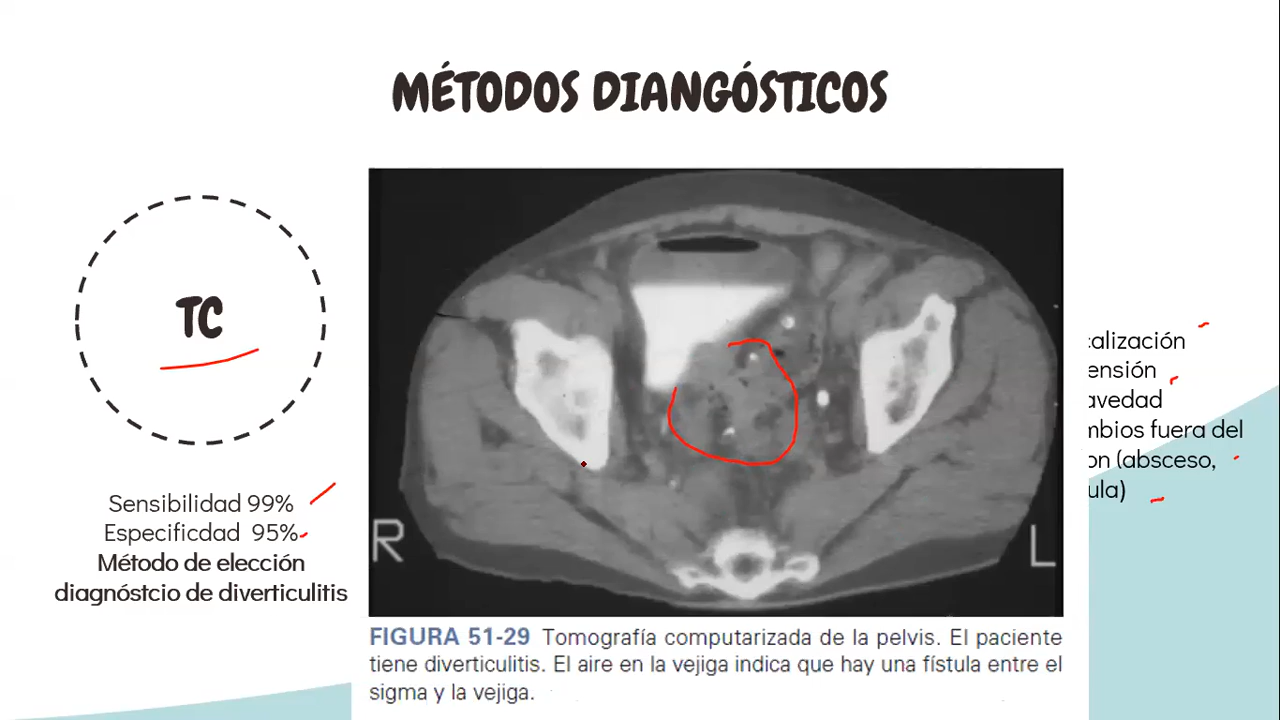 MÉTODOS DIANGÓSTICOS
TC
Sensibilidad 99%
Especificdad 95%
Método de elección
diagnóstcio de diverticulitis
R
L
calización
ensión
avedad
mbios fuera del
on (absceso,
ula)
FIGURA 51-29 Tomografía computarizada de la pelvis. El paciente
tiene diverticulitis. El aire en la vejiga indica que hay una fístula entre el
sigma y la vejiga.